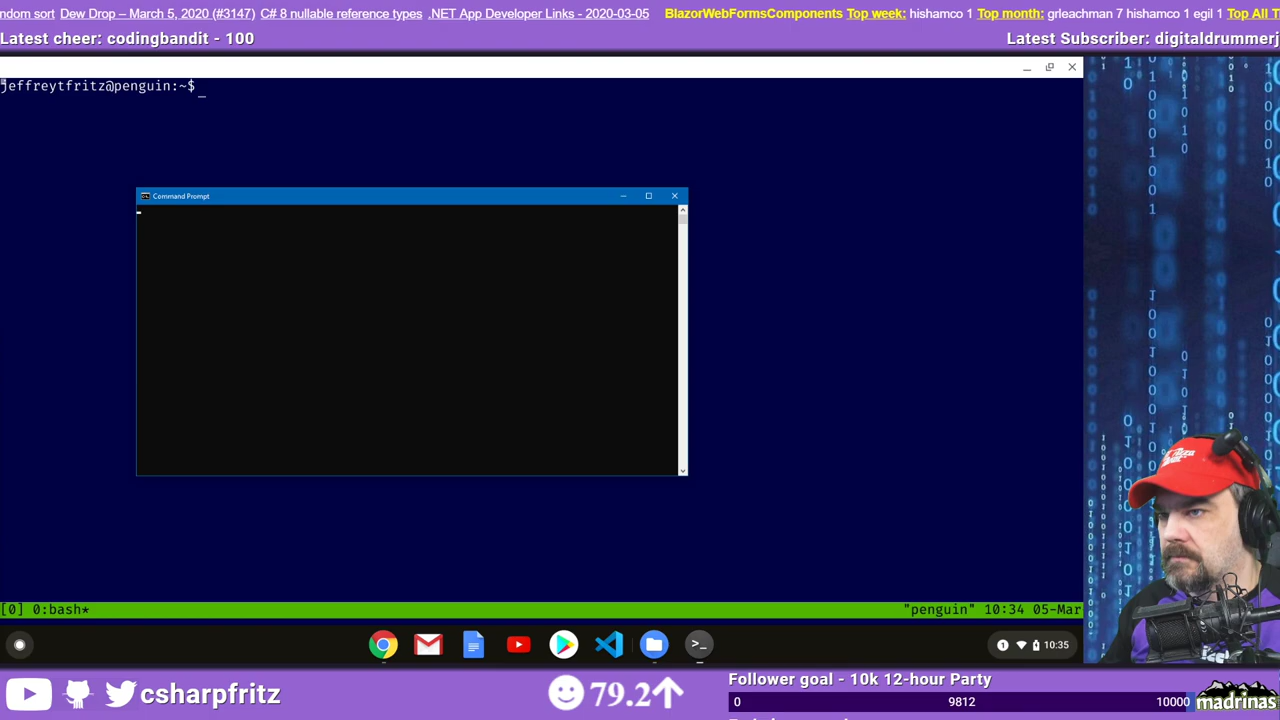 ndom sort Dew Drop – March 5, 2020 (#3147) C# 8 nullable reference types .NET App Developer Links - 2020-03-05 BlazorWebFormsComponents Top week: hishamco 1 Top month: grleachman 7 hishamco 1 egil 1 Top All T
Latest cheer: codingbandit - 100 Latest Subscriber: digitaldrummerj
jeffreytfritz@penguin:~$
Command Prompt
[0] 0:bash* "penguin" 10:34 05-Mar
1 10:35
csharpfritz 79.2 Follower goal - 10k 12-hour Party
0 9812 10000 madrinas